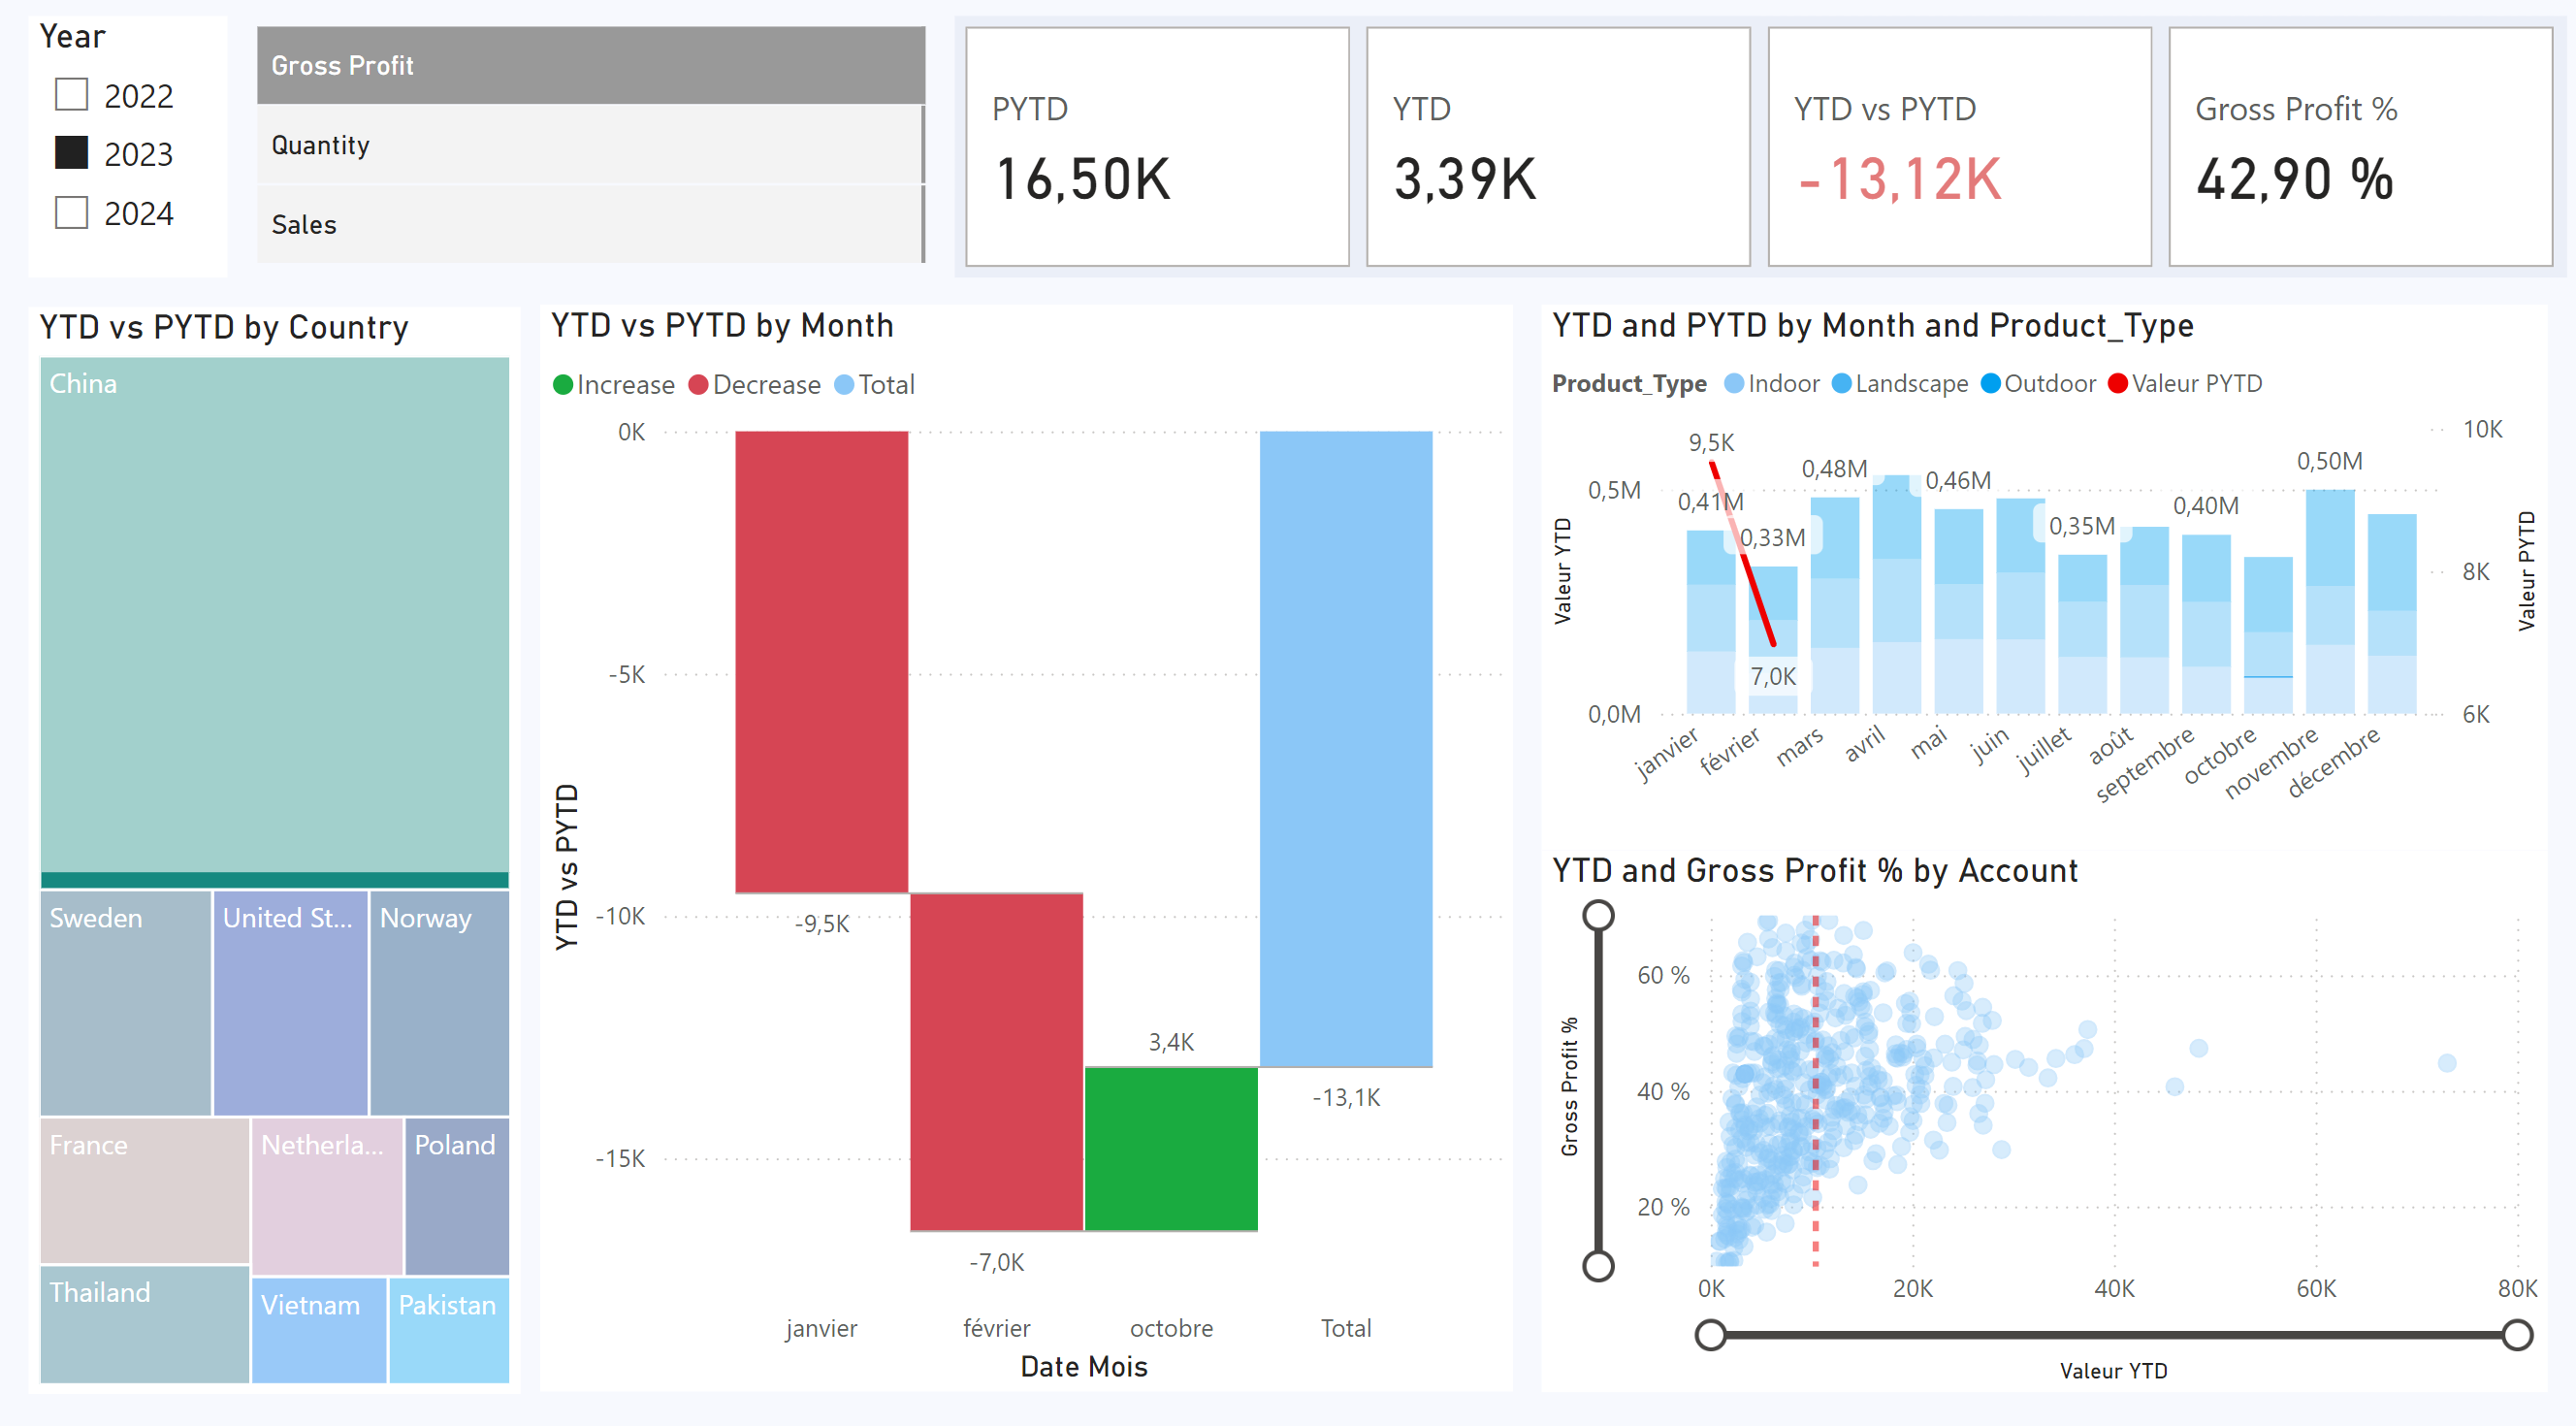 Year
2022
2023
2024
Gross Profit
Quantity
Sales
PYTD
16,50K
YTD
3,39K
YTD vs PYTD
-13,12K
Gross Profit %
42,90 %
YTD vs PYTD by Country
China
Sweden
United St...
Norway
France
Netherla...
Poland
Thailand
Vietnam
Pakistan
YTD vs PYTD by Month
Increase Decrease Total
0K
-5K
-10K
-15K
YTD vs PYTD
-9,5K
-7,0K
3,4K
-13,1K
janvier
février
octobre
Total
Date Mois
YTD and PYTD by Month and Product_Type
Product_Type Indoor Landscape Outdoor Valeur PYTD
0,5M
0,0M
Valeur YTD
9,5K
0,41M
0,33M
7,0K
0,48M
0,46M
0,35M
0,40M
0,50M
10K
8K
6K
Valeur PYTD
janvier
février
mars
avril
mai
juin
juillet
août
septembre
octobre
novembre
décembre
YTD and Gross Profit % by Account
60 %
40 %
20 %
Gross Profit %
0K
20K
40K
60K
80K
Valeur YTD